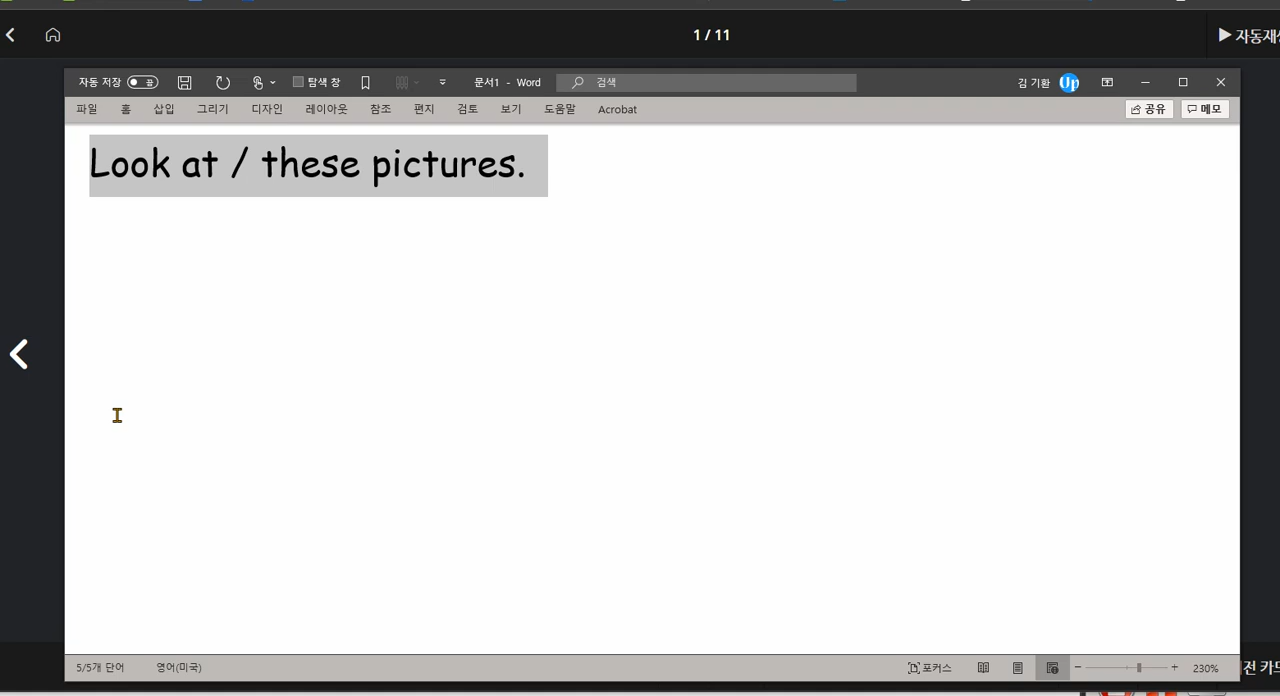 1 / 11
▶ 자동재
자동 저장 끔 탐색 창 문서1 - Word 검색 김 기환 Up
파일 홈 삽입 그리기 디자인 레이아웃 참조 편지 검토 보기 도움말 Acrobat 공유 메모
Look at / these pictures.
5/5개 단어 영어(미국) 포커스 - + 230%
전 카드